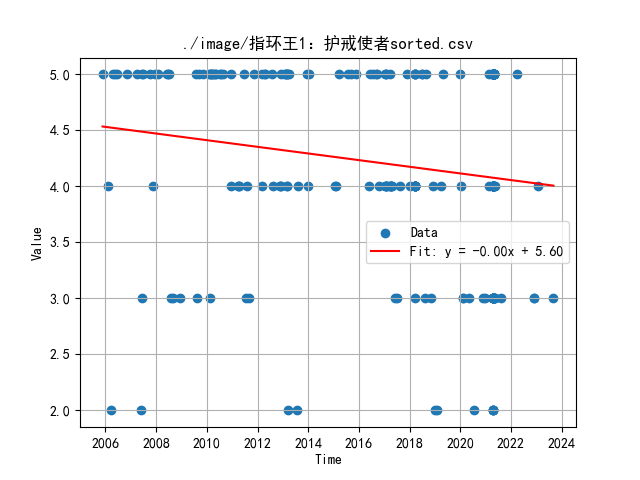 ./image/指环王1：护戒使者sorted.csv
5.0
4.5
4.0
3.5
3.0
2.5
2.0
Value
Data
Fit: y = -0.00x + 5.60
2006 2008 2010 2012 2014 2016 2018 2020 2022 2024
Time